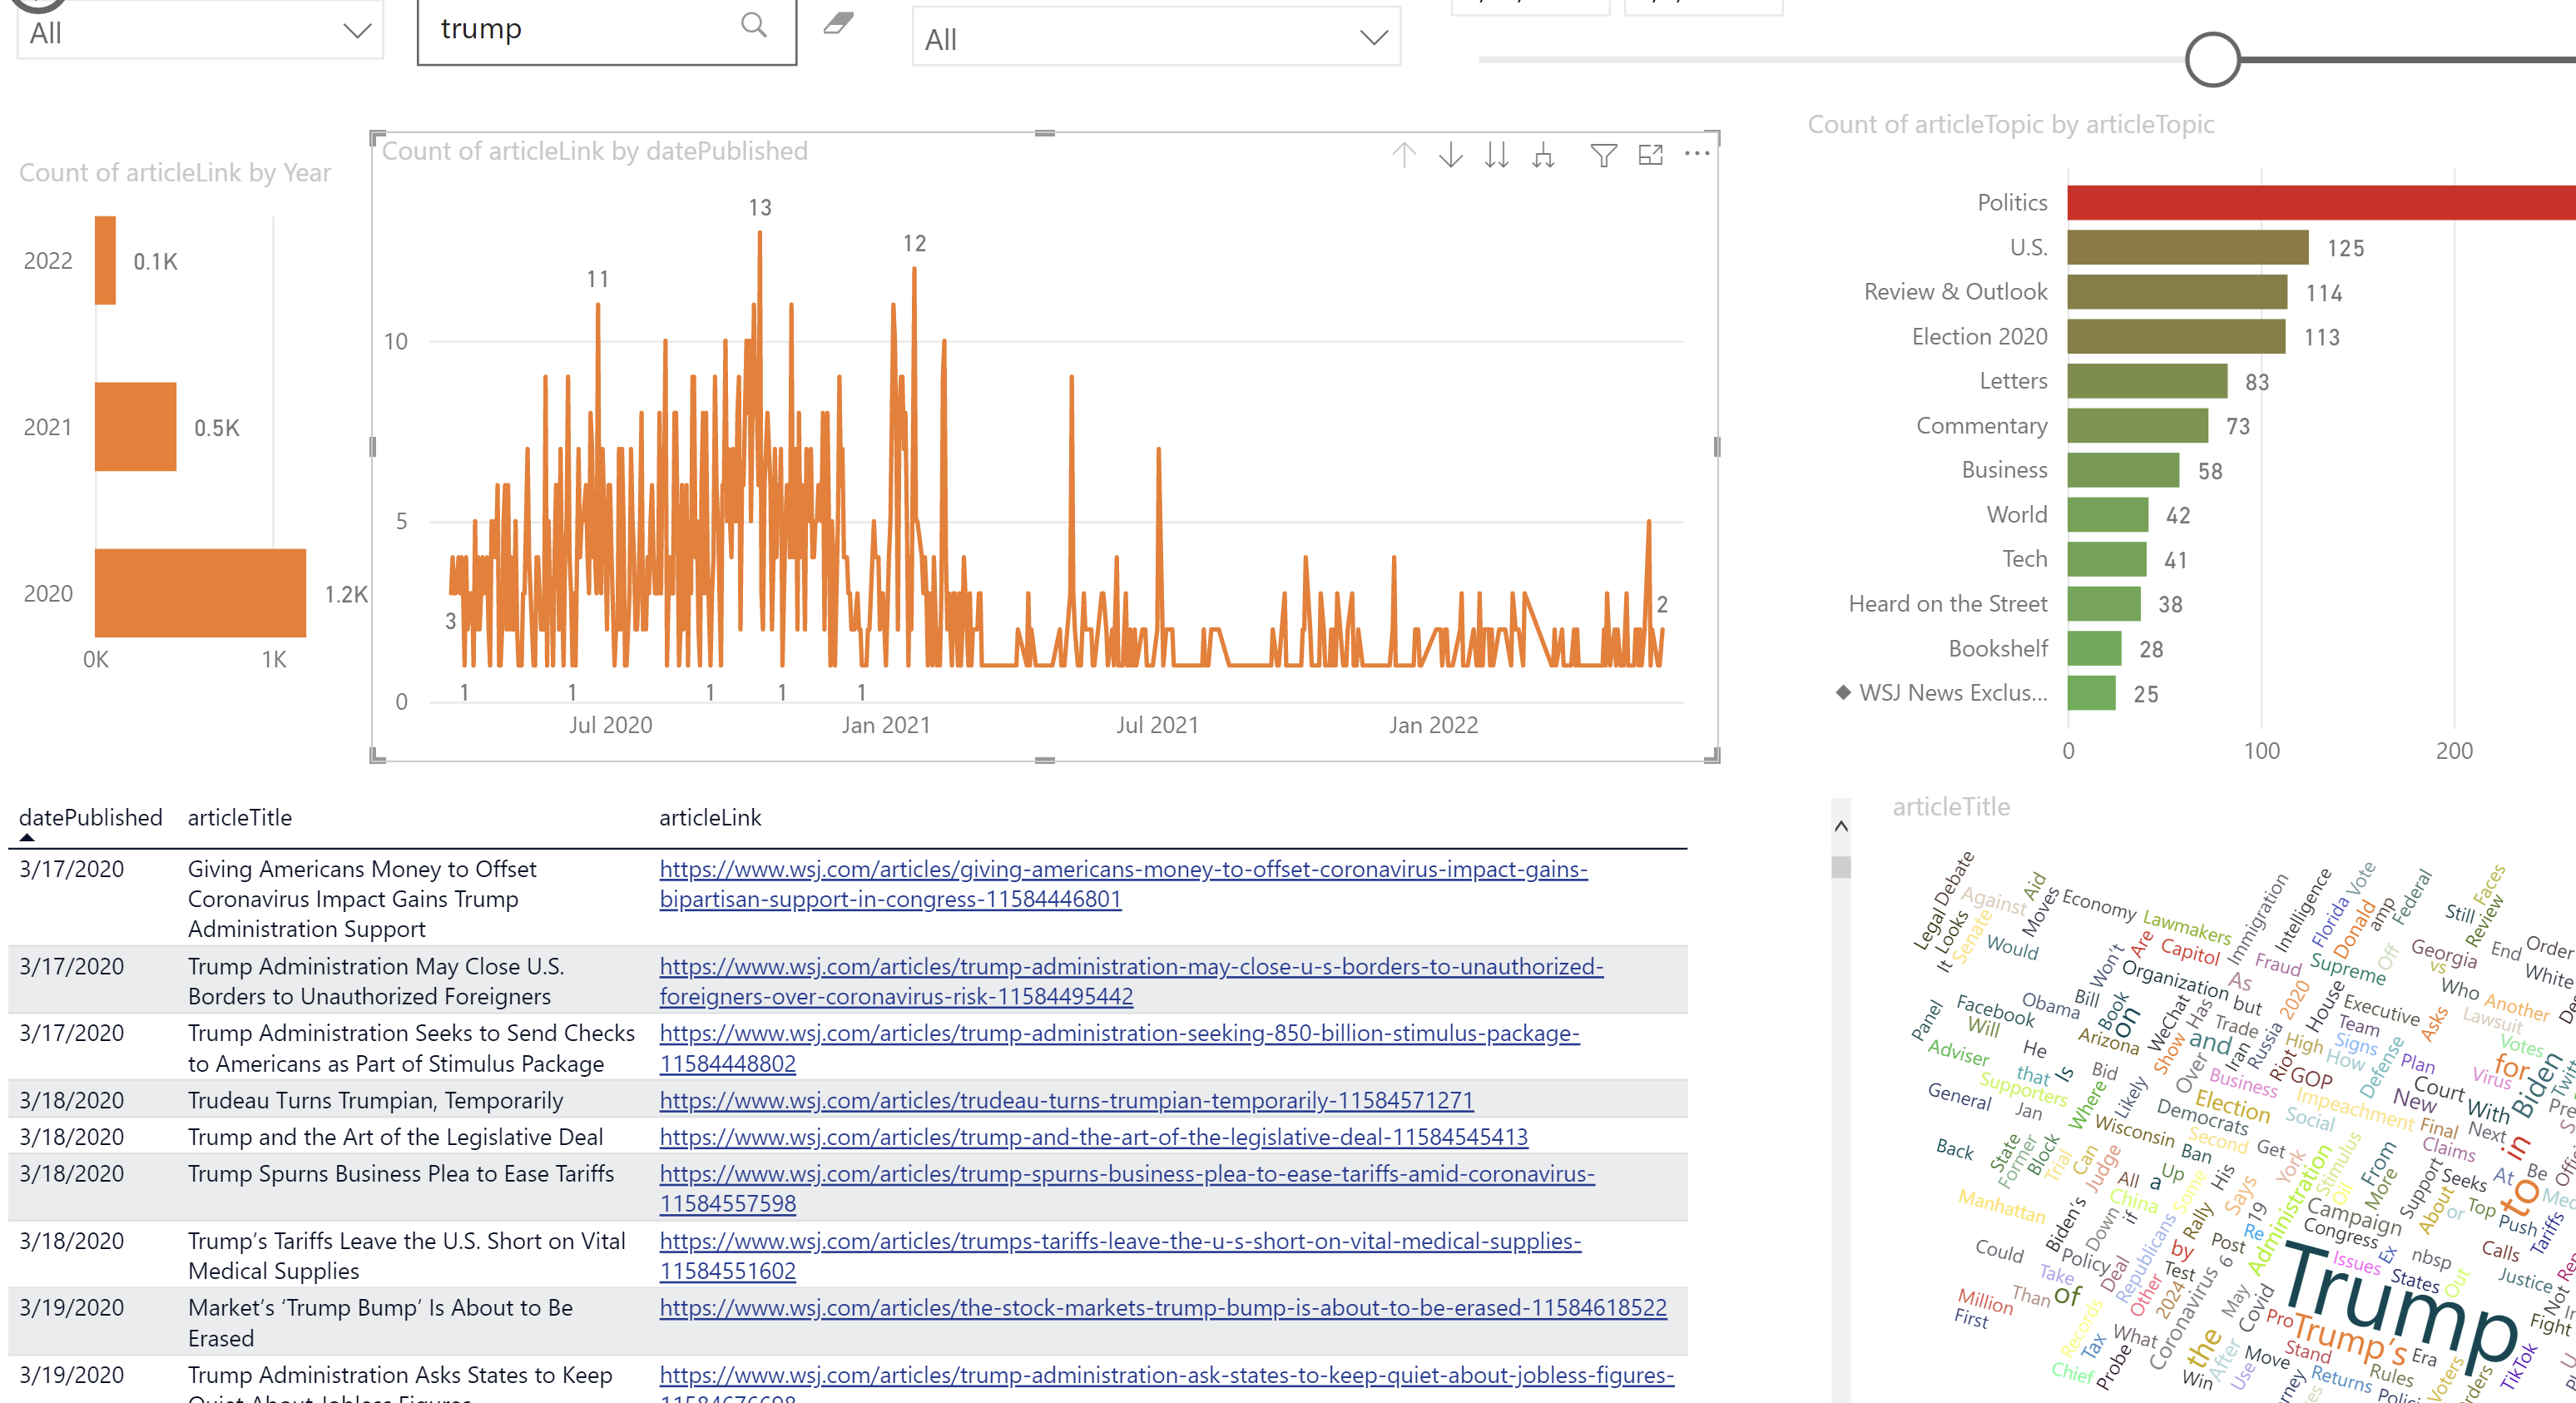 All
trump
All
Count of articleLink by Year
2022
0.1K
2021
0.5K
2020
1.2K
0K
1K
Count of articleLink by datePublished
13
12
11
10
5
3
2
1
1
1
1
1
0
Jul 2020
Jan 2021
Jul 2021
Jan 2022
Count of articleTopic by articleTopic
Politics
U.S.
125
Review & Outlook
114
Election 2020
113
Letters
83
Commentary
73
Business
58
World
42
Tech
41
Heard on the Street
38
Bookshelf
28
◆ WSJ News Exclus...
25
0
100
200
datePublished
articleTitle
articleLink
3/17/2020
Giving Americans Money to Offset
Coronavirus Impact Gains Trump
Administration Support
https://www.wsj.com/articles/giving-americans-money-to-offset-coronavirus-impact-gains-
bipartisan-support-in-congress-11584446801
3/17/2020
Trump Administration May Close U.S.
Borders to Unauthorized Foreigners
https://www.wsj.com/articles/trump-administration-may-close-u-s-borders-to-unauthorized-
foreigners-over-coronavirus-risk-11584495442
3/17/2020
Trump Administration Seeks to Send Checks
to Americans as Part of Stimulus Package
https://www.wsj.com/articles/trump-administration-seeking-850-billion-stimulus-package-
11584448802
3/18/2020
Trudeau Turns Trumpian, Temporarily
https://www.wsj.com/articles/trudeau-turns-trumpian-temporarily-11584571271
3/18/2020
Trump and the Art of the Legislative Deal
https://www.wsj.com/articles/trump-and-the-art-of-the-legislative-deal-11584545413
3/18/2020
Trump Spurns Business Plea to Ease Tariffs
https://www.wsj.com/articles/trump-spurns-business-plea-to-ease-tariffs-amid-coronavirus-
11584557598
3/18/2020
Trump’s Tariffs Leave the U.S. Short on Vital
Medical Supplies
https://www.wsj.com/articles/trumps-tariffs-leave-the-u-s-short-on-vital-medical-supplies-
11584551602
3/19/2020
Market’s ‘Trump Bump’ Is About to Be
Erased
https://www.wsj.com/articles/the-stock-markets-trump-bump-is-about-to-be-erased-11584618522
3/19/2020
Trump Administration Asks States to Keep
Quiet About Jobless Figures
https://www.wsj.com/articles/trump-administration-ask-states-to-keep-quiet-about-jobless-figures-
articleTitle
Legal
Debate
Against
Aid
It
Looks
Senate
Would
Moves
Economy
Lawmakers
Are
Capitol
Immigration
Intelligence
Florida
Vote
Donald
Federal
Off
Still
Faces
Review
Georgia
vs
End
Order
White
Won't
Organization
As
Fraud
Supreme
Who
Another
Panel
Facebook
Will
Obama
Bill
Book
on
but
WeChat
Has
2020
House
Executive
Asks
Lawsuit
Votes
Adviser
He
that
Is
Arizona
Show
and
Trade
Iran
Russia
Team
High
Signs
How
Defense
Plan
for
Virus
Biden
Supporters
General
Jan
Bid
Where
Likely
Over
Business
Riot
GOP
Court
New
With
Democrats
Election
Impeachment
Social
Final
Next
Back
State
Former
Block
Trial
Wisconsin
Can
Judge
Second
Ban
Get
York
Stimulus
From
Claims
in
At
Be
Manhattan
All
a
Up
China
Some
His
Says
Administration
Oil
More
Support
Seeks
About
or
Top
to
Push
Tariffs
Biden's
Down
if
Republicans
Rally
19
Re
Campaign
Congress
Could
Policy
Take
Deal
by
Post
6
Trump
Issues
Ex
nbsp
States
Out
Calls
Justice
Million
First
Than
of
Other
Test
2024
Coronavirus
May
Covid
Pro
Trump’s
Not
Fight
Records
Tax
What
the
After
Move
Stand
Era
TikTok
Chief
Probe
Win
Use
Returns
Rules
Voters